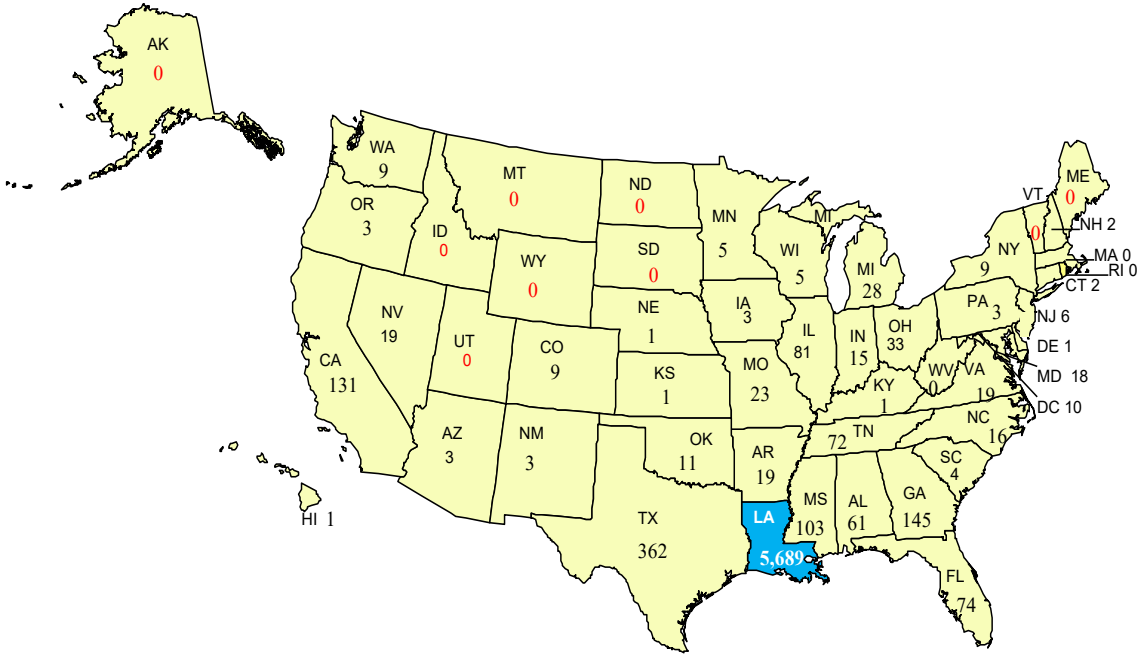 AK
0
WA
9
OR
3
ID
0
MT
0
ND
0
SD
0
WY
0
NE
1
MN
5
WI
5
MI
MI
28
IA
3
IL
81
IN
15
OH
33
PA
3
NY
9
VT
0
ME
0
NH 2
MA 0
RI 0
CT 2
NJ 6
DE 1
MD 18
DC 10
WV
0
VA
19
KY
1
NC
16
72 TN
SC
4
GA
145
AL
61
MS
103
FL
74
LA
5,689
AR
19
MO
23
KS
1
OK
11
TX
362
NM
3
CO
9
UT
0
AZ
3
NV
19
CA
131
HI 1